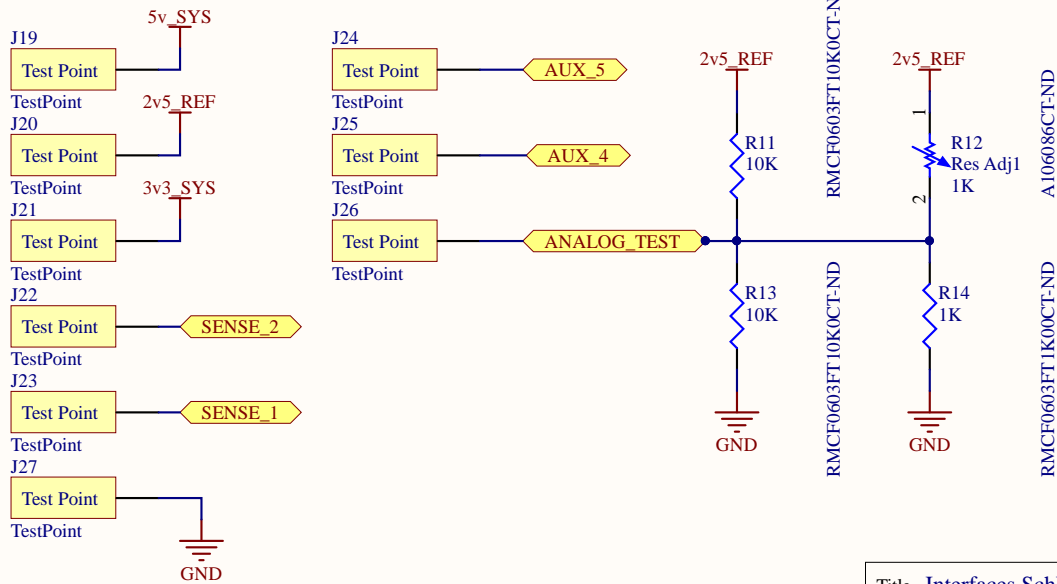 5v_SYS
J19
Test Point
TestPoint
2v5_REF
J20
Test Point
TestPoint
3v3_SYS
J21
Test Point
TestPoint
J22
Test Point
SENSE_2
TestPoint
J23
Test Point
SENSE_1
TestPoint
J27
Test Point
TestPoint
GND
J24
Test Point
AUX_5
TestPoint
J25
Test Point
AUX_4
TestPoint
J26
Test Point
ANALOG_TEST
TestPoint
2v5_REF
R11
10K
RMCF0603FT10K0CT-N
R13
10K
RMCF0603FT10K0CT-ND
GND
2v5_REF
1
R12
Res Adj1
1K
2
A106086CT-ND
R14
1K
RMCF0603FT1K00CT-ND
GND
Title